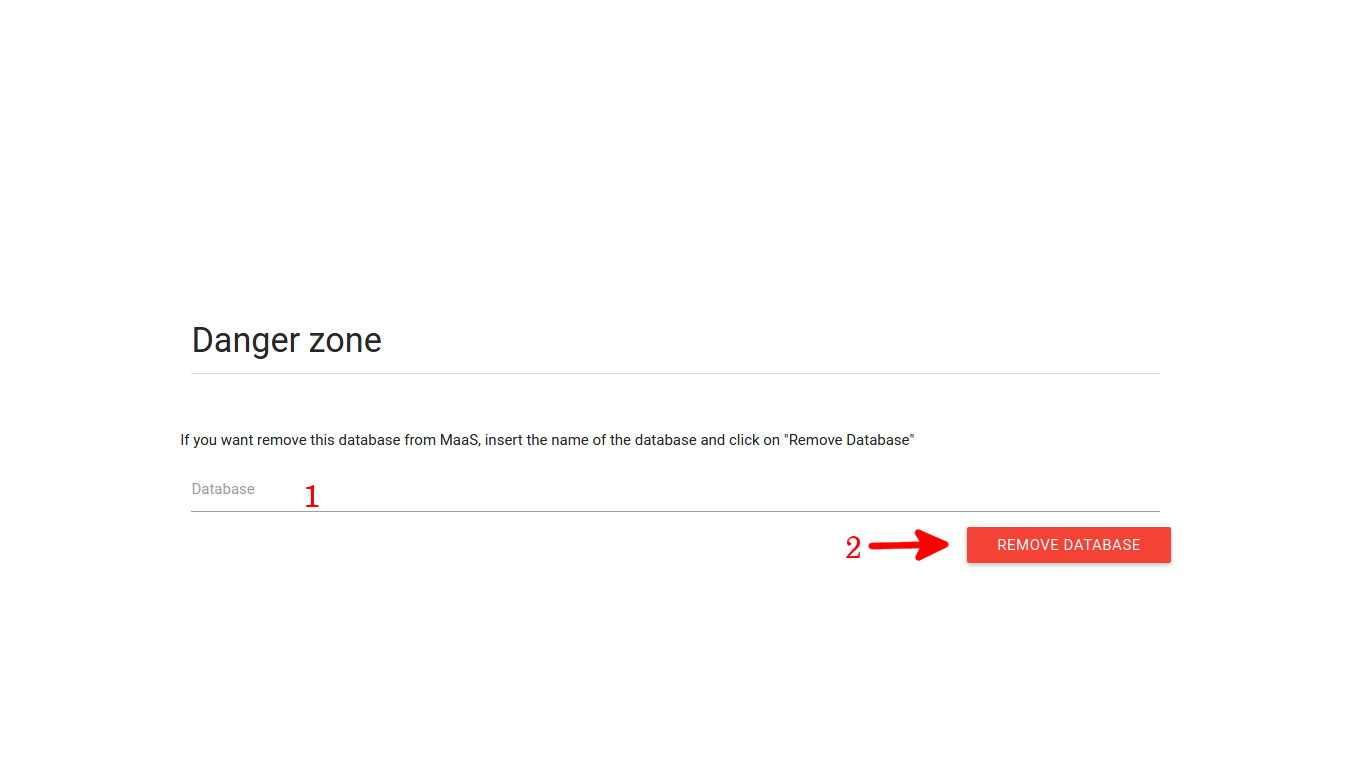 Danger zone
If you want remove this database from MaaS, insert the name of the database and click on "Remove Database"
Database 1
2 REMOVE DATABASE